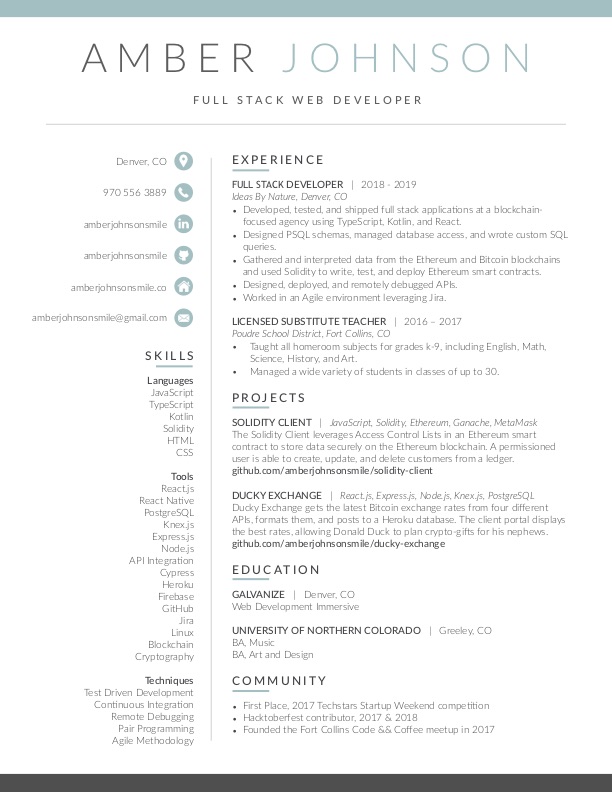 AMBER JOHNSON
FULL STACK WEB DEVELOPER
Denver, CO
970 556 3889
amberjohnsonsmile
amberjohnsonsmile
amberjohnsonsmile.co
amberjohnsonsmile@gmail.com
SKILLS
Languages
JavaScript
TypeScript
Kotlin
Solidity
HTML
CSS
Tools
React.js
React Native
PostgreSQL
Knex.js
Express.js
Node.js
API Integration
Cypress
Heroku
Firebase
GitHub
Jira
Linux
Blockchain
Cryptography
Techniques
Test Driven Development
Continuous Integration
Remote Debugging
Pair Programming
Agile Methodology
EXPERIENCE
FULL STACK DEVELOPER | 2018 - 2019
Ideas By Nature, Denver, CO
• Developed, tested, and shipped full stack applications at a blockchain-
focused agency using TypeScript, Kotlin, and React.
• Designed PSQL schemas, managed database access, and wrote custom SQL
queries.
• Gathered and interpreted data from the Ethereum and Bitcoin blockchains
and used Solidity to write, test, and deploy Ethereum smart contracts.
• Designed, deployed, and remotely debugged APIs.
• Worked in an Agile environment leveraging Jira.
LICENSED SUBSTITUTE TEACHER | 2016 – 2017
Poudre School District, Fort Collins, CO
• Taught all homeroom subjects for grades k-9, including English, Math,
Science, History, and Art.
• Managed a wide variety of students in classes of up to 30.
PROJECTS
SOLIDITY CLIENT | JavaScript, Solidity, Ethereum, Ganache, MetaMask
The Solidity Client leverages Access Control Lists in an Ethereum smart
contract to store data securely on the Ethereum blockchain. A permissioned
user is able to create, update, and delete customers from a ledger.
github.com/amberjohnsonsmile/solidity-client
DUCKY EXCHANGE | React.js, Express.js, Node.js, Knex.js, PostgreSQL
Ducky Exchange gets the latest Bitcoin exchange rates from four different
APIs, formats them, and posts to a Heroku database. The client portal displays
the best rates, allowing Donald Duck to plan crypto-gifts for his nephews.
github.com/amberjohnsonsmile/ducky-exchange
EDUCATION
GALVANIZE | Denver, CO
Web Development Immersive
UNIVERSITY OF NORTHERN COLORADO | Greeley, CO
BA, Music
BA, Art and Design
COMMUNITY
• First Place, 2017 Techstars Startup Weekend competition
• Hacktoberfest contributor, 2017 & 2018
• Founded the Fort Collins Code && Coffee meetup in 2017